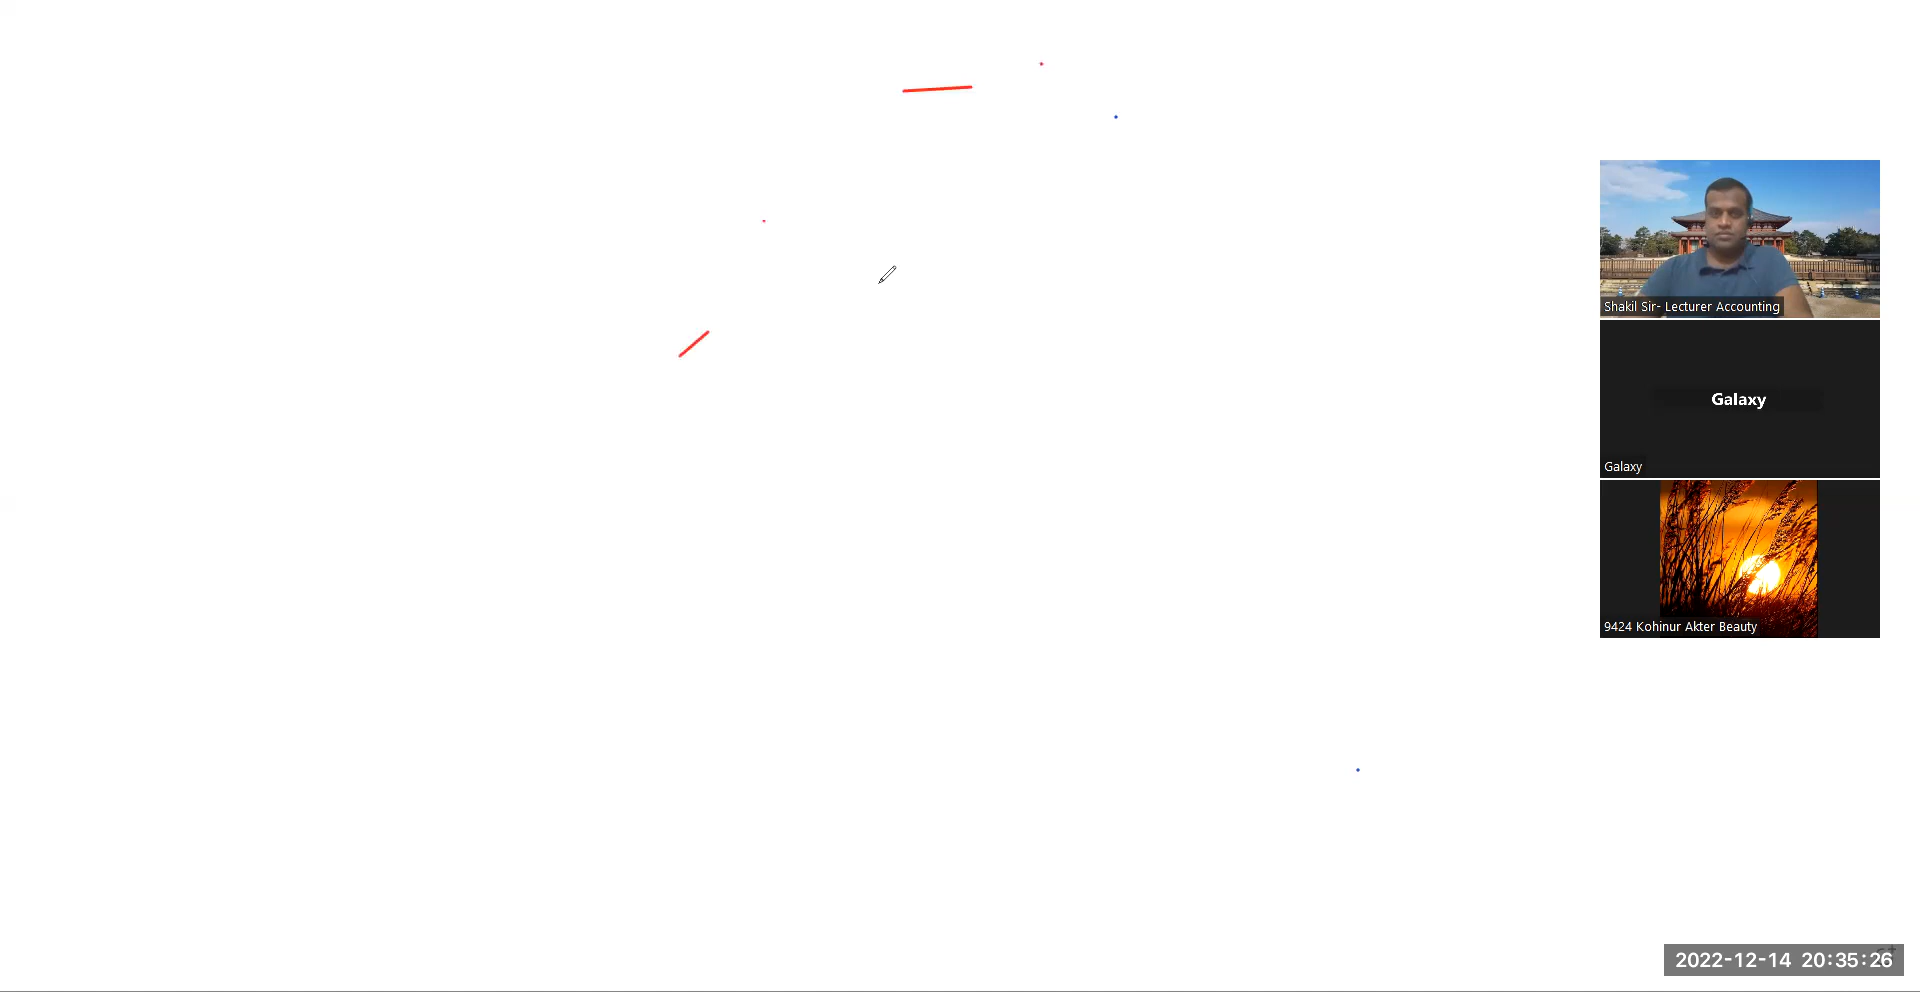 Shakil Sir- Lecturer Accounting
Galaxy
Galaxy
9424 Kohinur Akter Beauty
2022-12-14 20:35:26